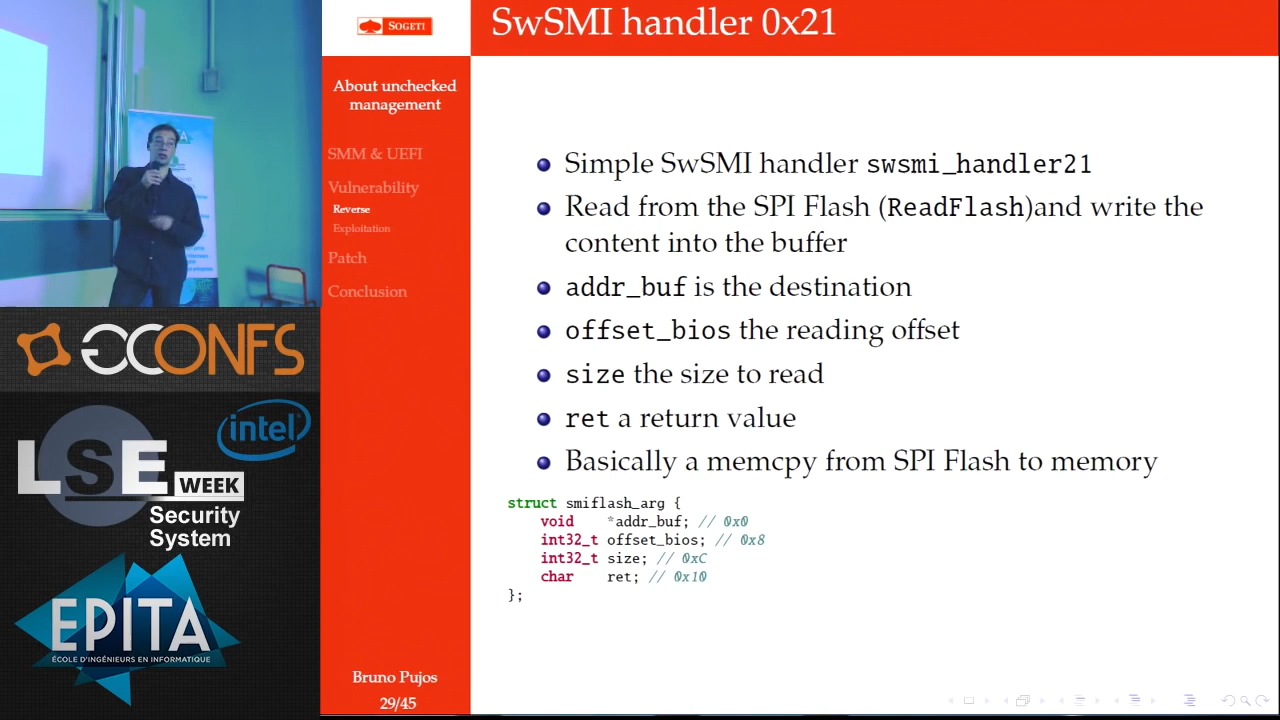 SOGETI
SwSMI handler 0x21
About unchecked
management
SMM & UEFI
Vulnerability
Reverse
Exploitation
Patch
Conclusion
Simple SwSMI handler swsmi_handler21
Read from the SPI Flash (ReadFlash)and write the
content into the buffer
addr_buf is the destination
offset_bios the reading offset
size the size to read
ret a return value
Basically a memcpy from SPI Flash to memory
struct smiflash_arg {
void *addr_buf; // 0x0
int32_t offset_bios; // 0x8
int32_t size; // 0xC
char ret; // 0x10
};
Bruno Pujos
29/45
GCONFS
intel
LSE
WEEK
Security
System
EPITA
ÉCOLE D'INGÉNIEURS EN INFORMATIQUE